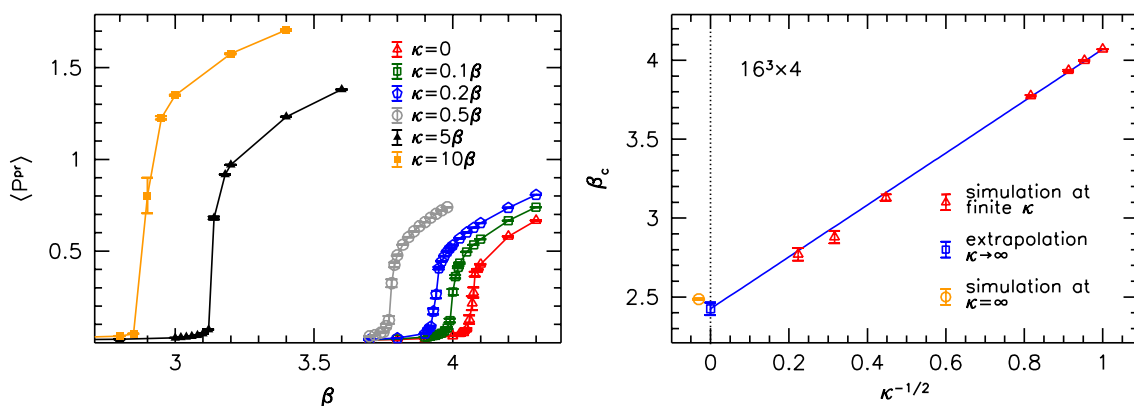 ⟨Pᵖʳ⟩
1.5
1
0.5
3
3.5
4
β
κ=0
κ=0.1β
κ=0.2β
κ=0.5β
κ=5β
κ=10β
β_c
4
3.5
3
2.5
0
0.2
0.4
0.6
0.8
1
κ^{-1/2}
16³×4
simulation at
finite κ
extrapolation
κ→∞
simulation at
κ=∞